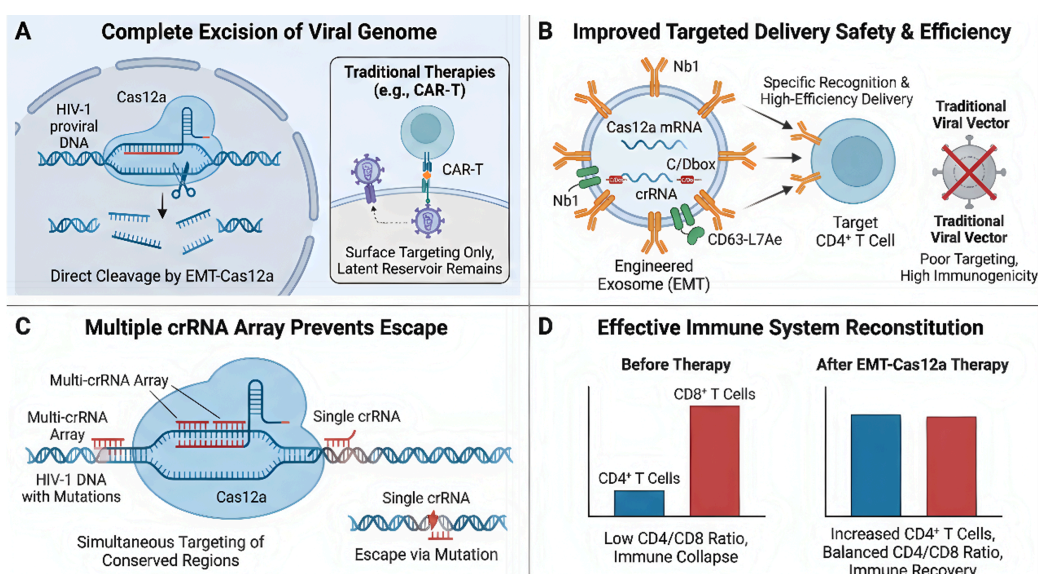 A
Complete Excision of Viral Genome
Cas12a
HIV-1
proviral
DNA
Direct Cleavage by EMT-Cas12a
Traditional Therapies
(e.g., CAR-T)
CAR-T
Surface Targeting Only,
Latent Reservoir Remains
B
Improved Targeted Delivery Safety & Efficiency
Nb1
Cas12a mRNA
C/Dbox
crRNA
Nb1
CD63-L7Ae
Engineered
Exosome (EMT)
Specific Recognition &
High-Efficiency Delivery
Target
CD4⁺ T Cell
Traditional
Viral Vector
Traditional
Viral Vector
Poor Targeting,
High Immunogenicity
C
Multiple crRNA Array Prevents Escape
Multi-crRNA Array
Multi-crRNA
Array
Single crRNA
HIV-1 DNA
with Mutations
Cas12a
Single crRNA
Simultaneous Targeting of
Conserved Regions
Escape via Mutation
D
Effective Immune System Reconstitution
Before Therapy
CD8⁺ T Cells
CD4⁺ T Cells
Low CD4/CD8 Ratio,
Immune Collapse
After EMT-Cas12a Therapy
Increased CD4⁺ T Cells,
Balanced CD4/CD8 Ratio,
Immune Recovery